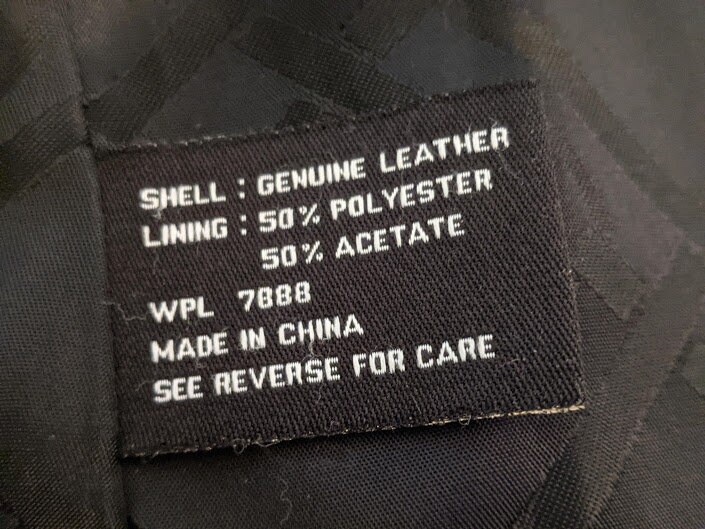 SHELL : GENUINE LEATHER
LINING : 50% POLYESTER
50% ACETATE
WPL 7888
MADE IN CHINA
SEE REVERSE FOR CARE